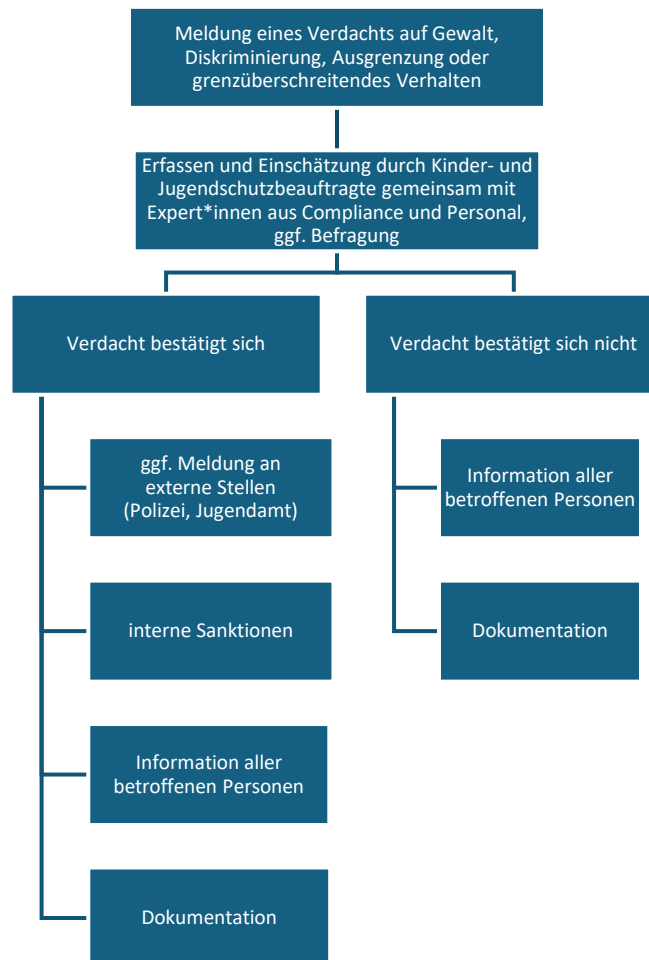 Meldung eines Verdachts auf Gewalt,
Diskriminierung, Ausgrenzung oder
grenzüberschreitendes Verhalten
Erfassen und Einschätzung durch Kinder- und
Jugendschutzbeauftragte gemeinsam mit
Expert*innen aus Compliance und Personal,
ggf. Befragung
Verdacht bestätigt sich
ggf. Meldung an
externe Stellen
(Polizei, Jugendamt)
interne Sanktionen
Information aller
betroffenen Personen
Dokumentation
Verdacht bestätigt sich nicht
Information aller
betroffenen Personen
Dokumentation